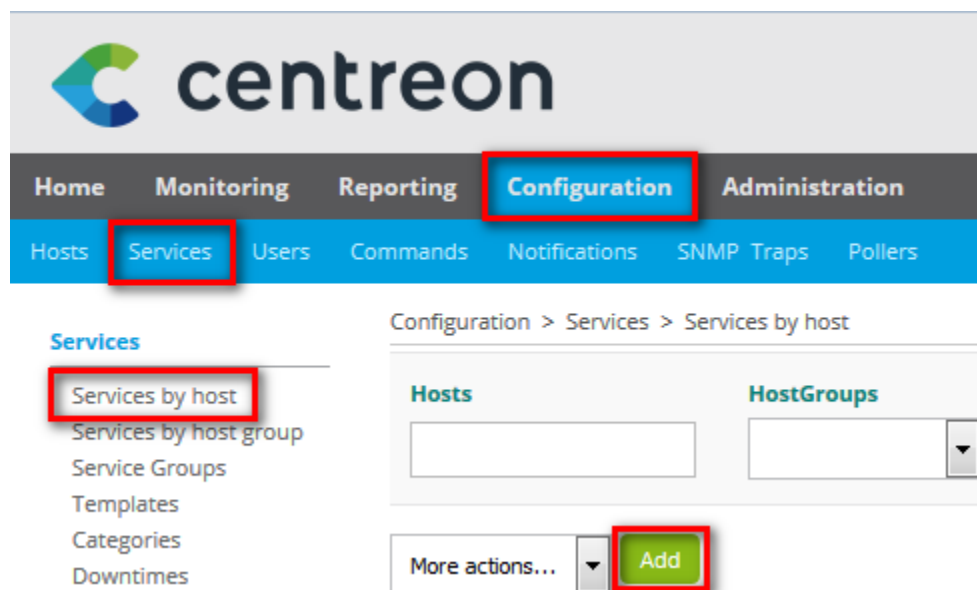 centreon
Home Monitoring Reporting Configuration Administration
Hosts Services Users Commands Notifications SNMP Traps Pollers
Services
Services by host
Services by host group
Service Groups
Templates
Categories
Downtimes
Configuration > Services > Services by host
Hosts HostGroups
More actions... Add